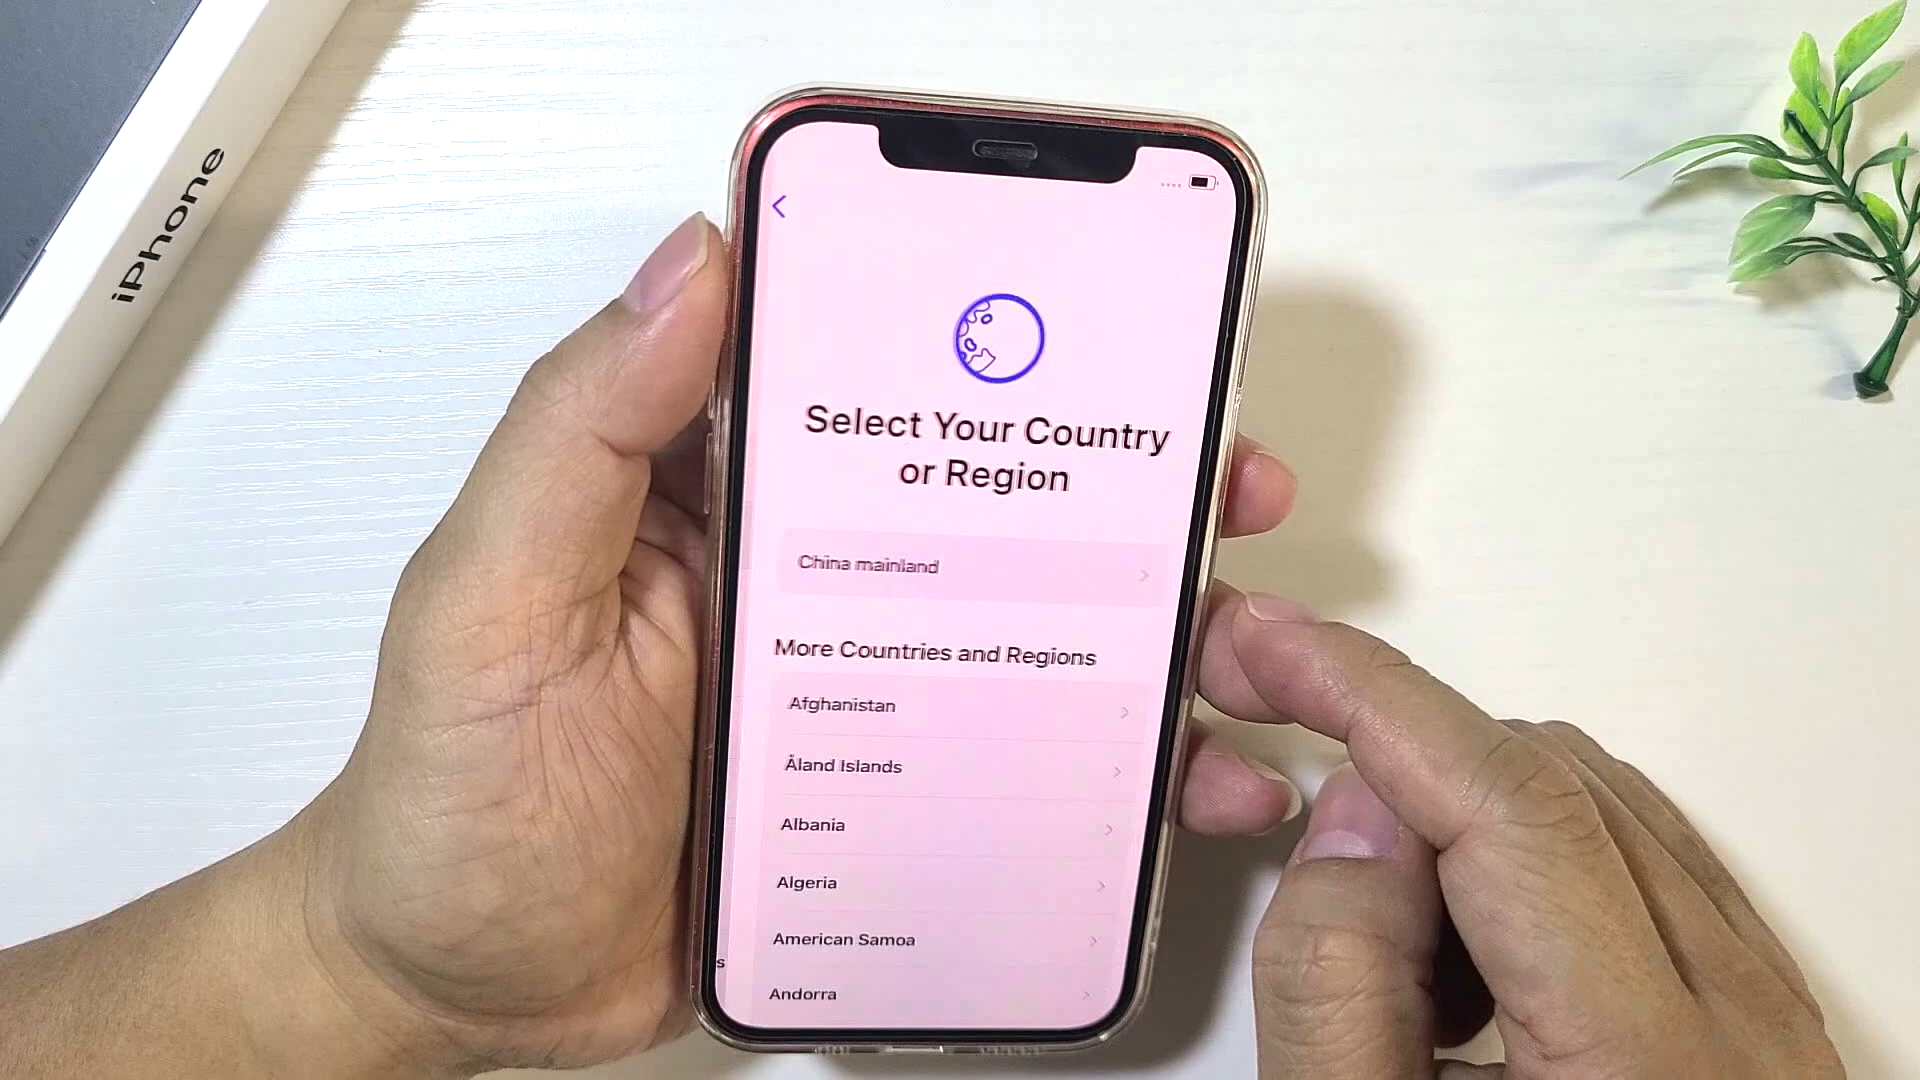 iPhone
Select Your Country
or Region
China mainland
More Countries and Regions
Afghanistan
Åland Islands
Albania
Algeria
American Samoa
s
Andorra